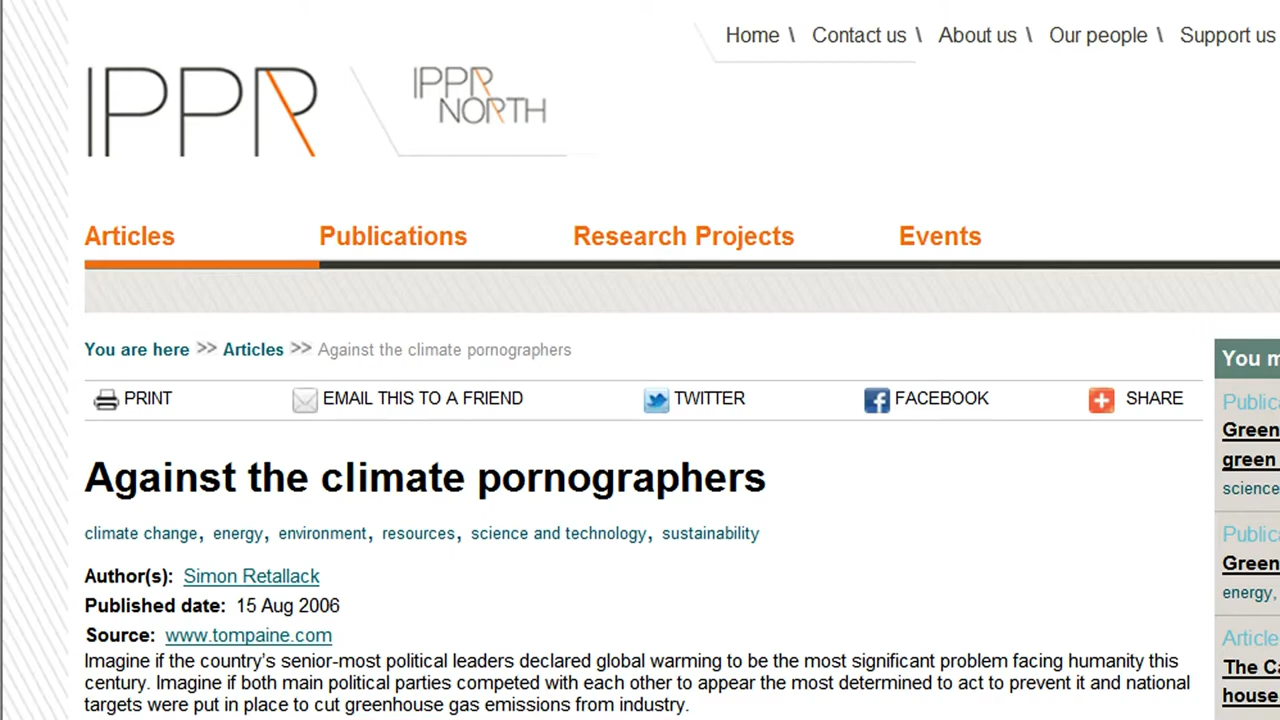 Home \ Contact us \ About us \ Our people \ Support us
IPPR
IPPR
NORTH
Articles Publications Research Projects Events
You are here >> Articles >> Against the climate pornographers
PRINT EMAIL THIS TO A FRIEND TWITTER FACEBOOK SHARE
Against the climate pornographers
climate change, energy, environment, resources, science and technology, sustainability
Author(s): Simon Retallack
Published date: 15 Aug 2006
Source: www.tompaine.com
Imagine if the country's senior-most political leaders declared global warming to be the most significant problem facing humanity this
century. Imagine if both main political parties competed with each other to appear the most determined to act to prevent it and national
targets were put in place to cut greenhouse gas emissions from industry.
You
Green
green
science
Green
energy,
Article
The
house